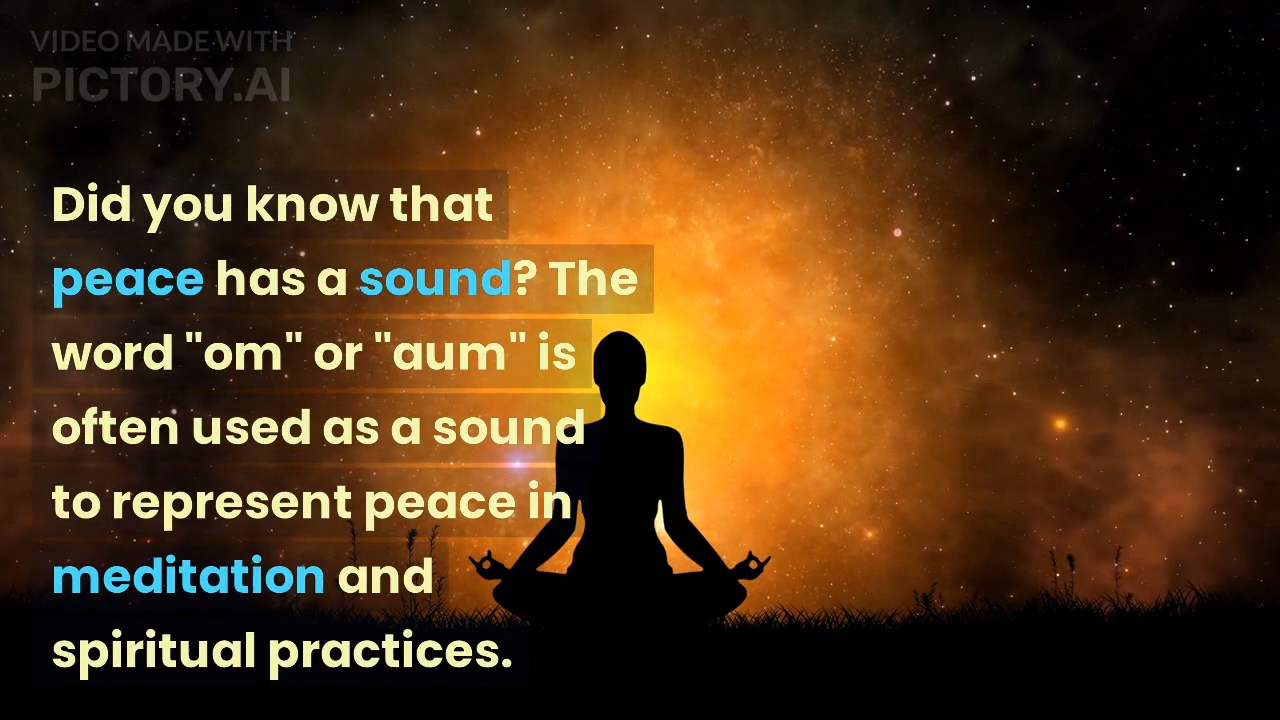 VIDEO MADE WITH
PICTORY.AI
Did you know that
peace has a sound? The
word "om" or "aum" is
often used as a sound
to represent peace in
meditation and
spiritual practices.